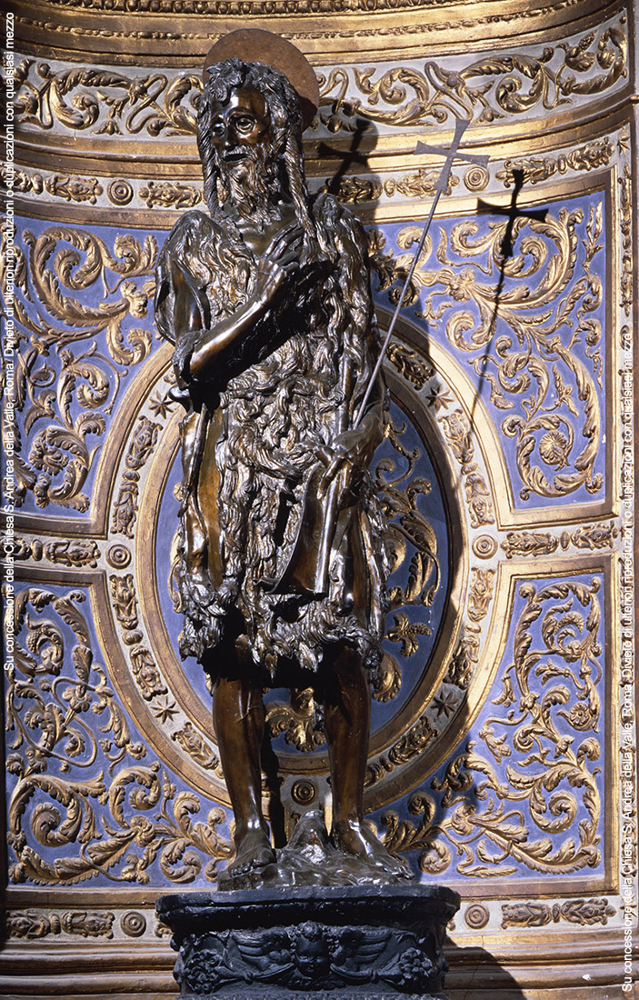 Su concessione della Chiesa S. Andrea della Valle, Roma. Divieto di ulteriori riproduzioni o duplicazioni con qualsiasi mezzo
Su concessione della Chiesa S. Andrea della Valle, Roma. Divieto di ulteriori riproduzioni o duplicazioni con qualsiasi mezzo